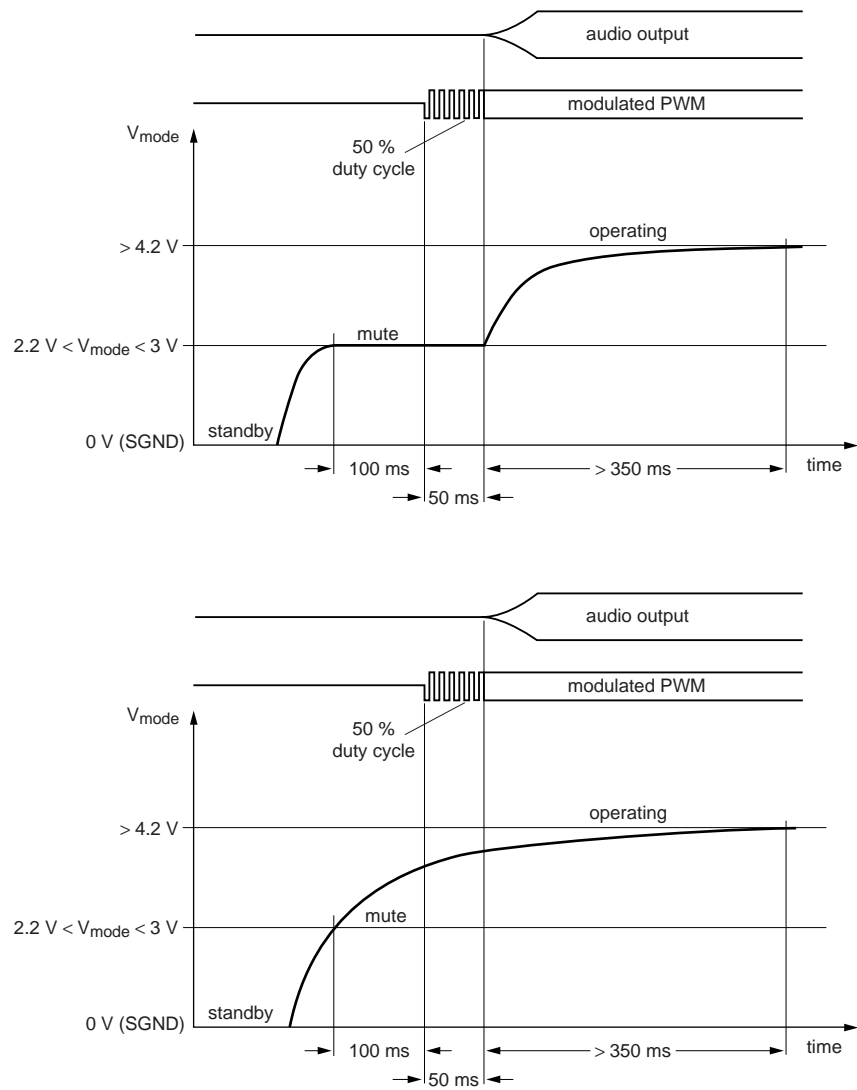 audio output
modulated PWM
Vmode
50 %
duty cycle
operating
> 4.2 V
mute
2.2 V < Vmode < 3 V
standby
0 V (SGND)
time
100 ms
> 350 ms
50 ms
audio output
modulated PWM
Vmode
50 %
duty cycle
operating
> 4.2 V
mute
2.2 V < Vmode < 3 V
standby
0 V (SGND)
time
100 ms
> 350 ms
50 ms